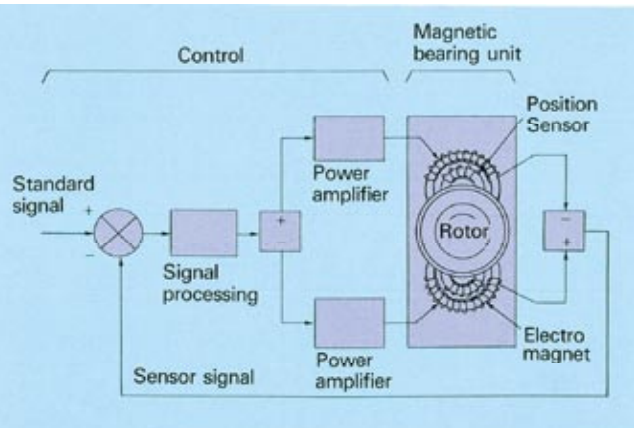 Control
Magnetic
bearing unit
Position
Sensor
Power
amplifier
Standard
signal
+
−
Signal
processing
+
−
Rotor
−
+
Power
amplifier
Electro
magnet
Sensor signal